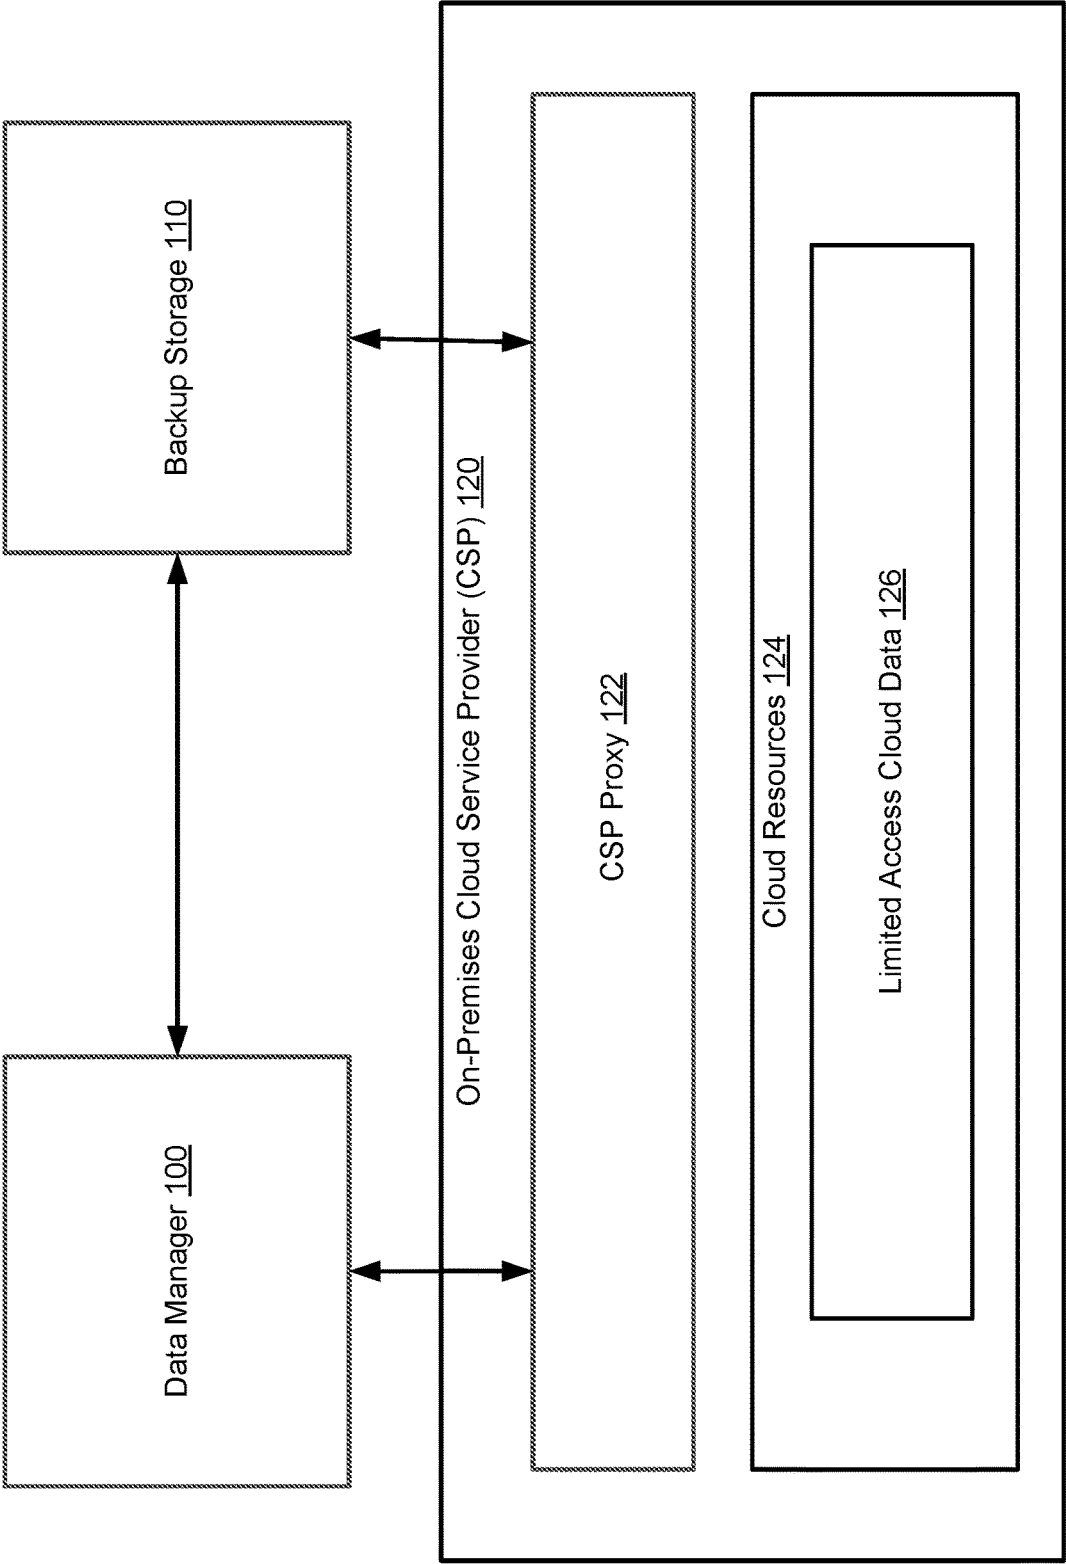 Data Manager 100
Backup Storage 110
On-Premises Cloud Service Provider (CSP) 120
CSP Proxy 122
Cloud Resources 124
Limited Access Cloud Data 126